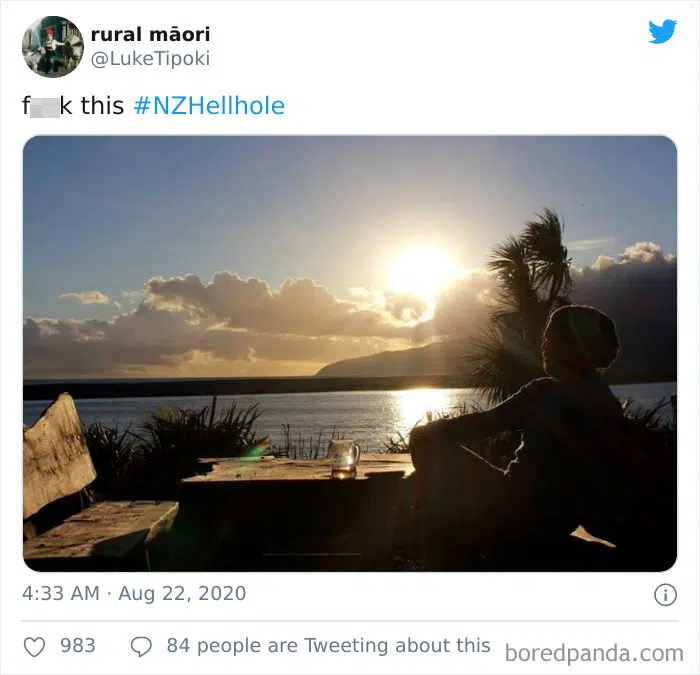 rural māori
@LukeTipoki
f k this #NZHellhole
4:33 AM · Aug 22, 2020
983 84 people are Tweeting about this
boredpanda.com